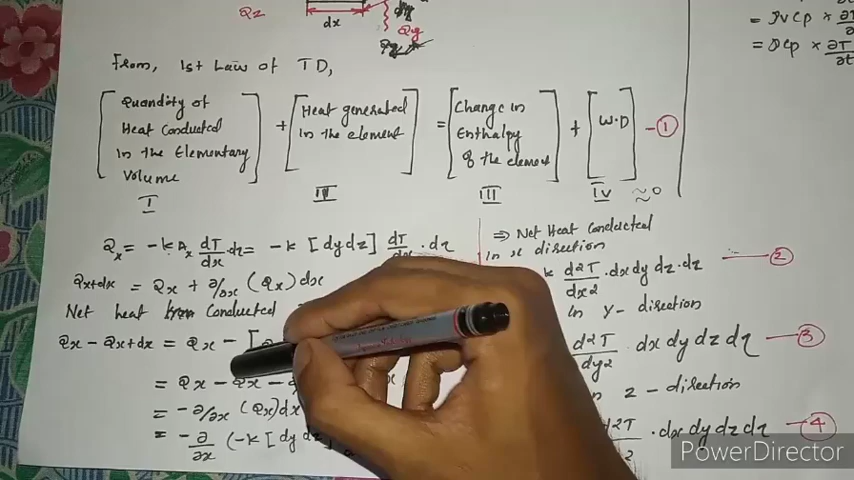 Qz
dx
dy
Qy
= ρVCp ×
= ρCp × ∂T/∂t
From, 1st Law of TD,
[Quantity of Heat Conducted In the Elementary Volume] + [Heat generated In the element] = [Change in Enthalpy of the element] + [W.D] - ①
I II III IV ≈0
Qx = -k Ax dT/dx · dτ = -k [dy dz] dT/dx · dτ
Qx+dx = Qx + ∂/∂x (Qx) dx
Net heat Conducted
Qx - Qx+dx = Qx - [
= Qx - Qx -
= -∂/∂x (Qx) dx
= -∂/∂x (-k [dy dz]
⇒ Net Heat Conducted
In x direction
k d²T/dx² · dx dy dz · dτ - ②
In y - direction
d²T/dy² dx dy dz dτ - ③
z - direction
d²T · dx dy dz dτ - ④
PowerDirector